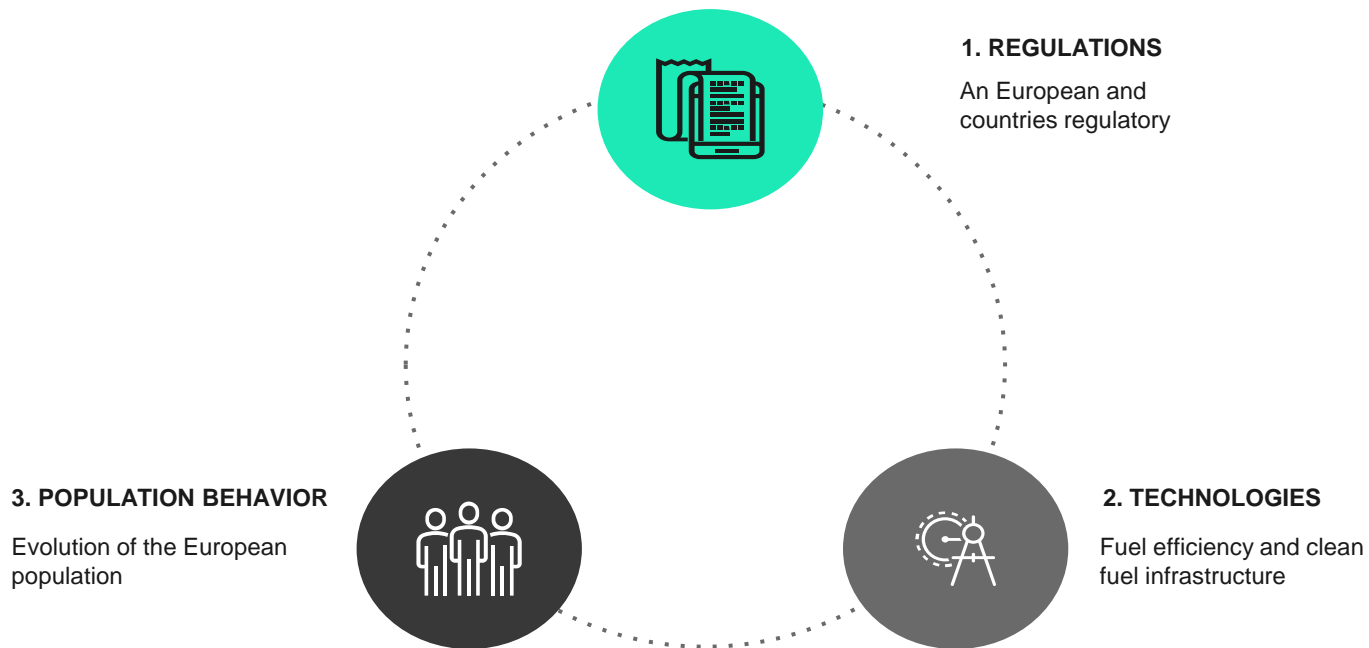 1. REGULATIONS
An European and
countries regulatory
2. TECHNOLOGIES
Fuel efficiency and clean
fuel infrastructure
3. POPULATION BEHAVIOR
Evolution of the European
population